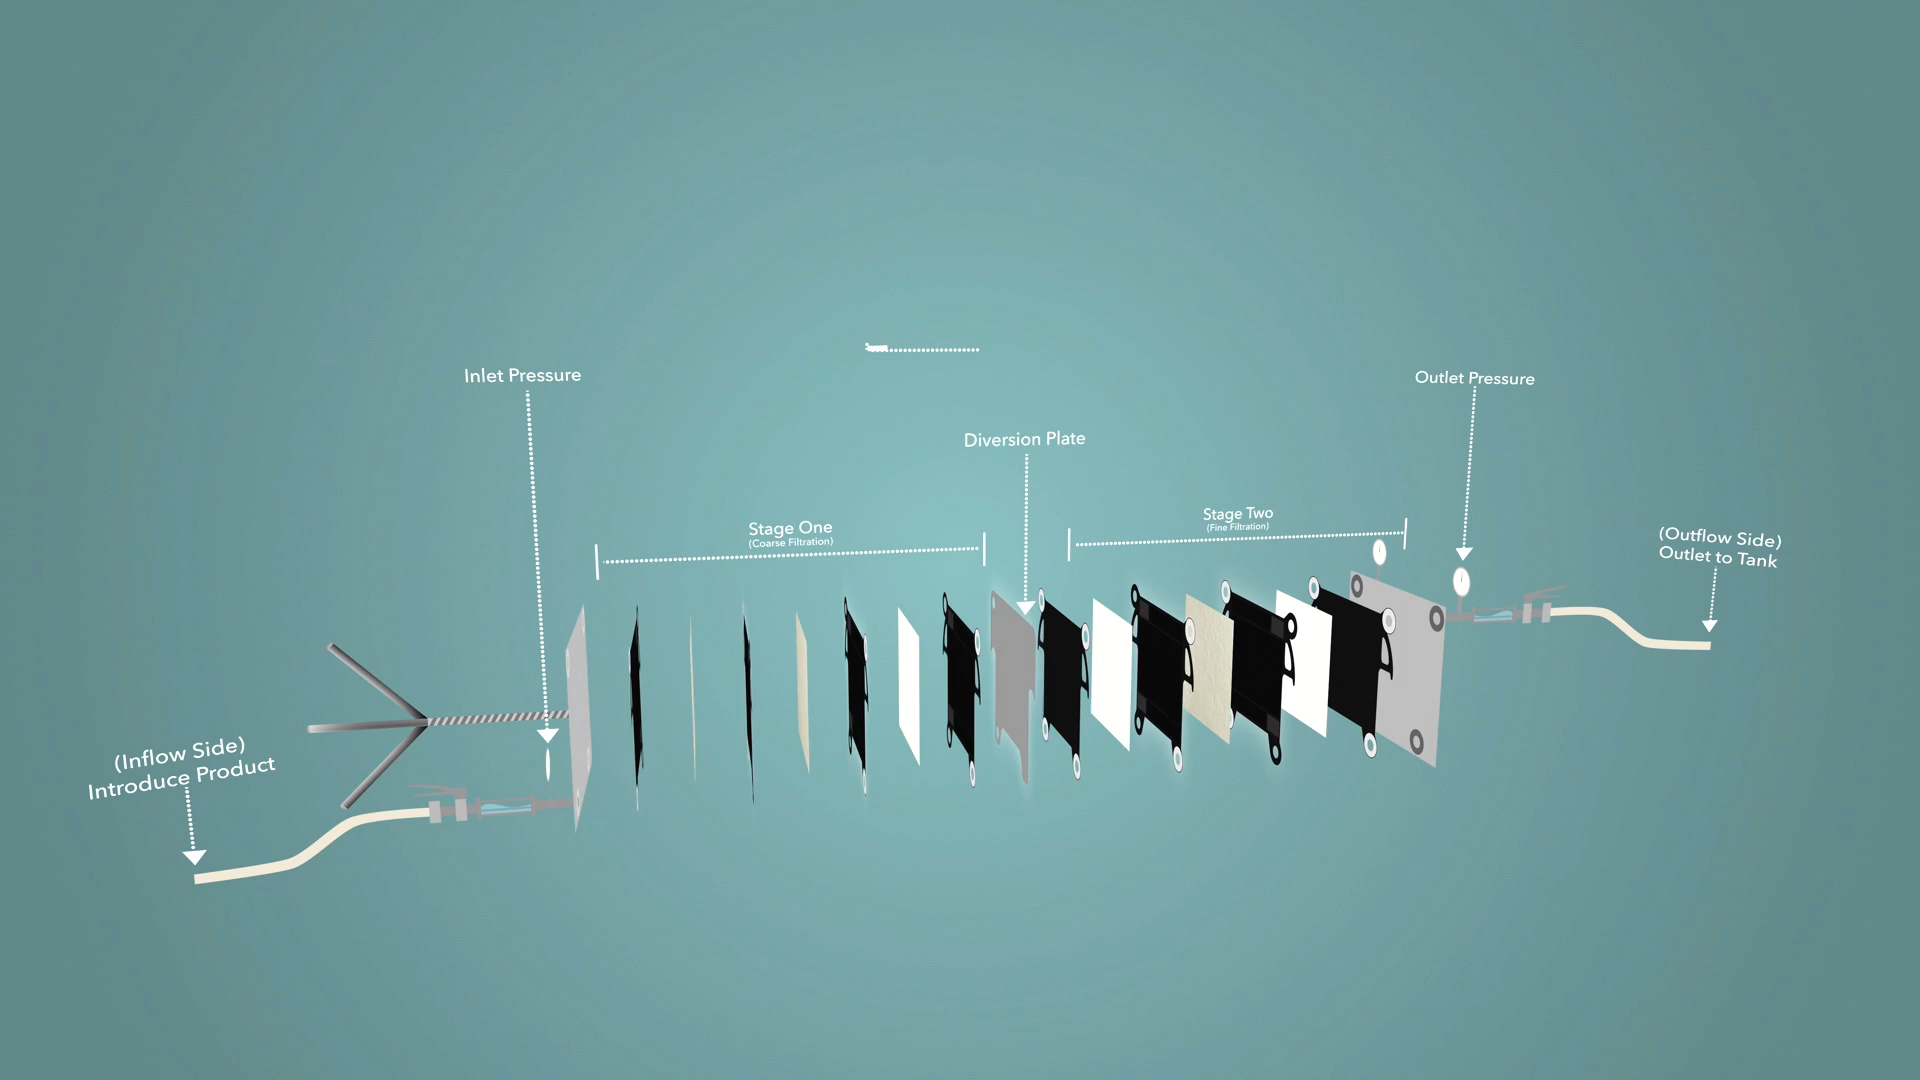 Inlet Pressure
Outlet Pressure
Diversion Plate
Stage One
(Coarse Filtration)
Stage Two
(Fine Filtration)
(Outflow Side)
Outlet to Tank
(Inflow Side)
Introduce Product